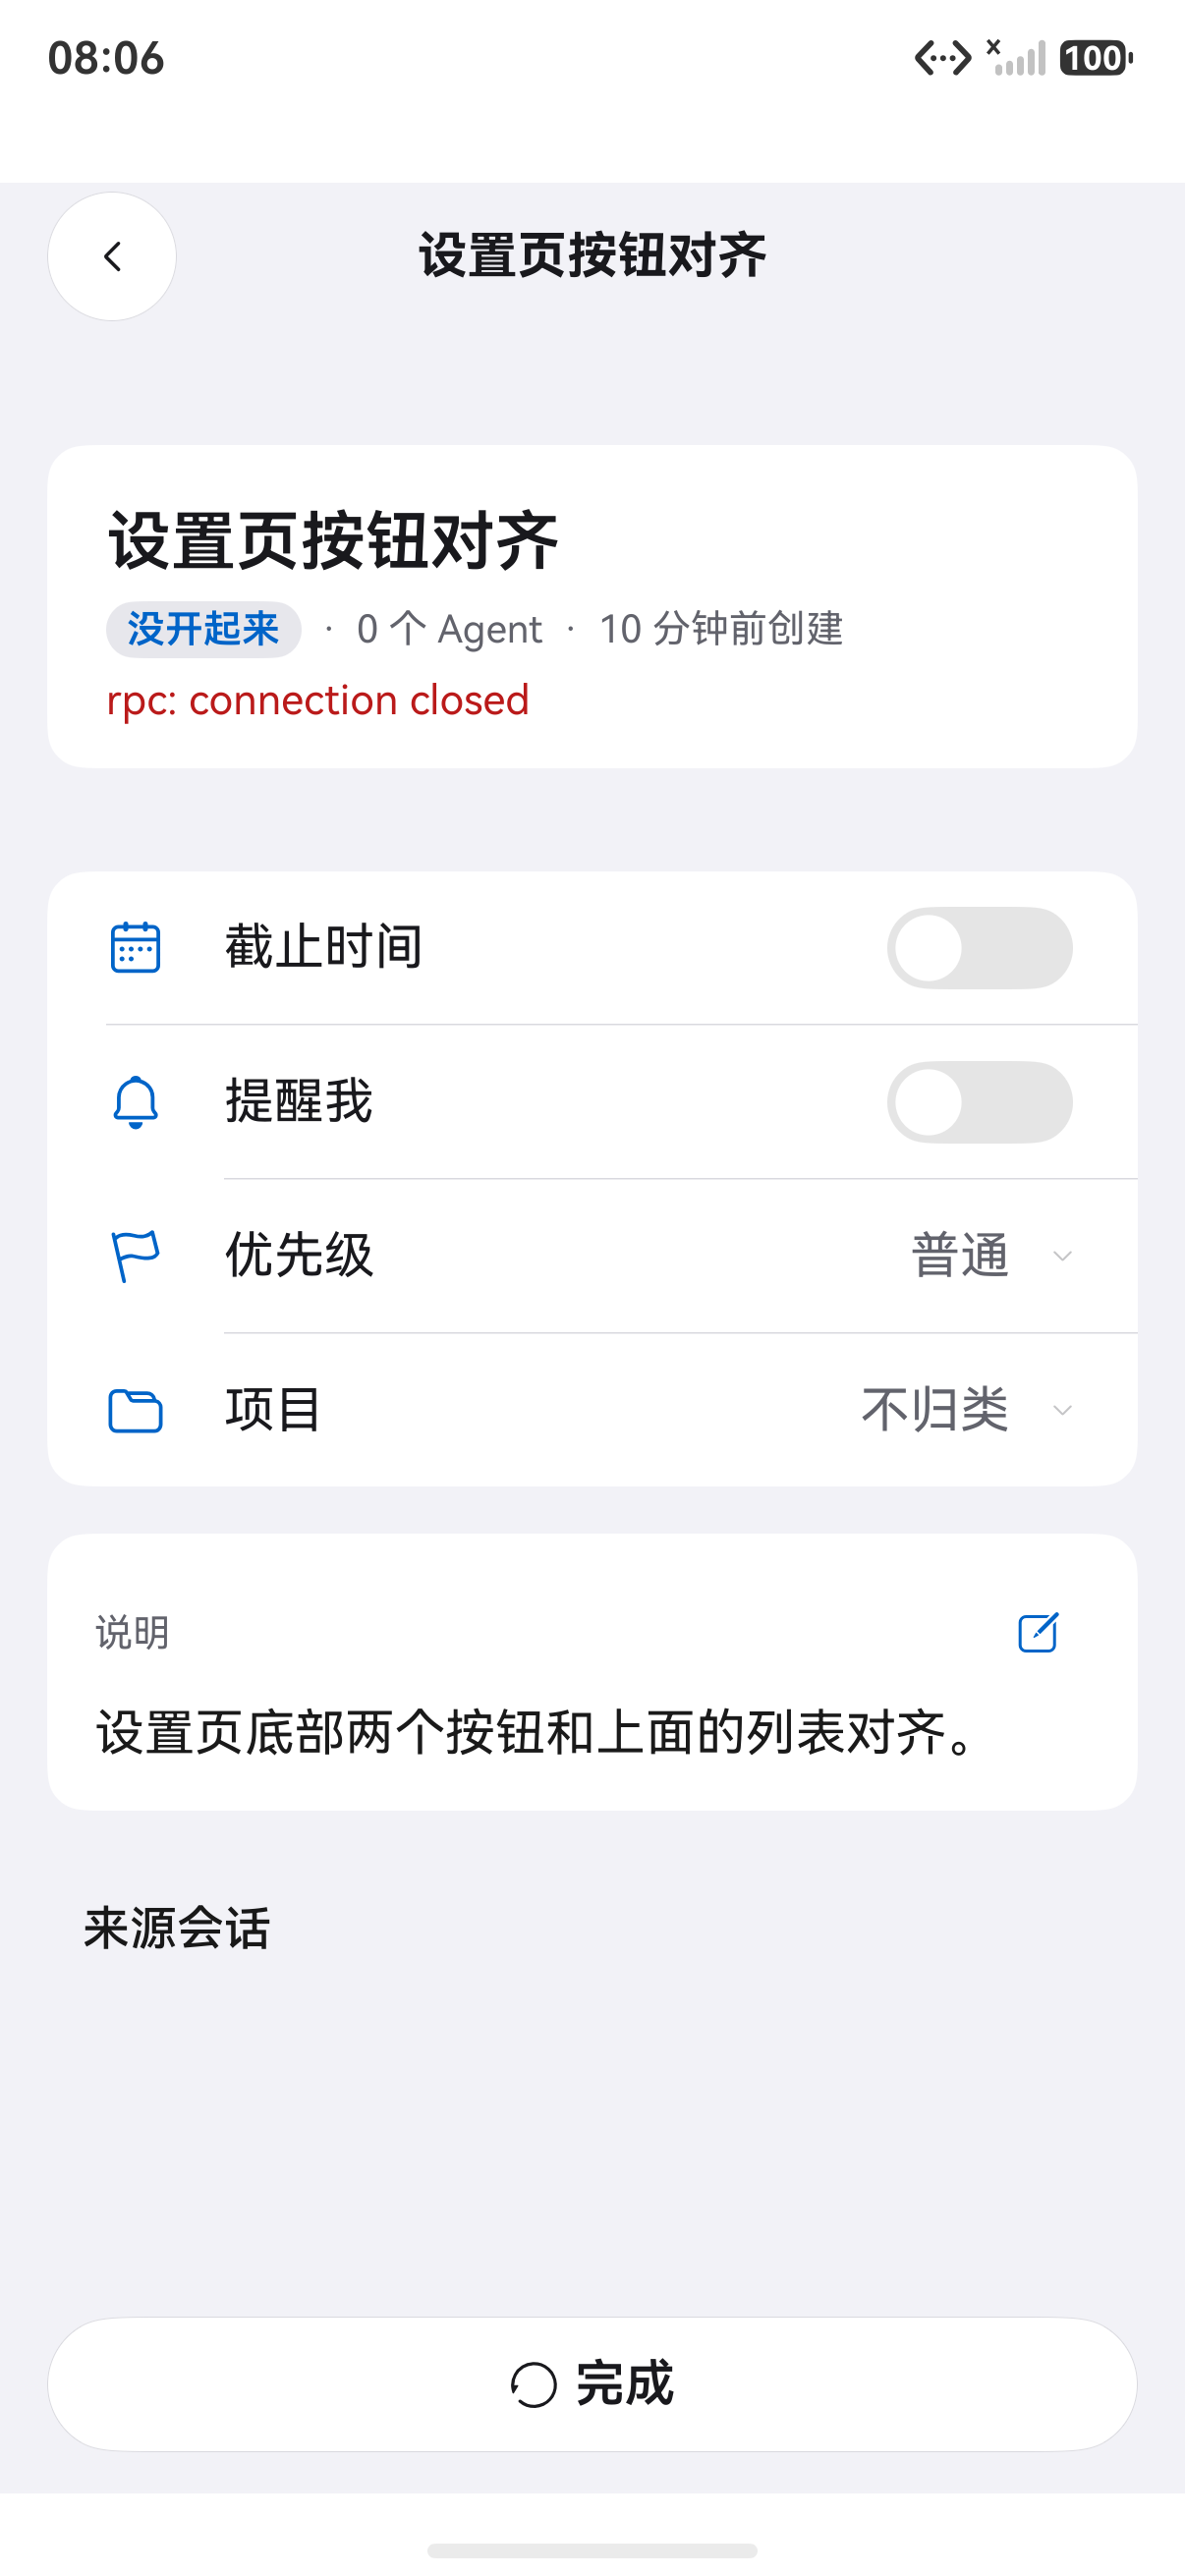 08:06
100
设置页按钮对齐
设置页按钮对齐
没开起来 · 0 个 Agent · 10 分钟前创建
rpc: connection closed
截止时间
提醒我
优先级 普通
项目 不归类
说明
设置页底部两个按钮和上面的列表对齐。
来源会话
完成